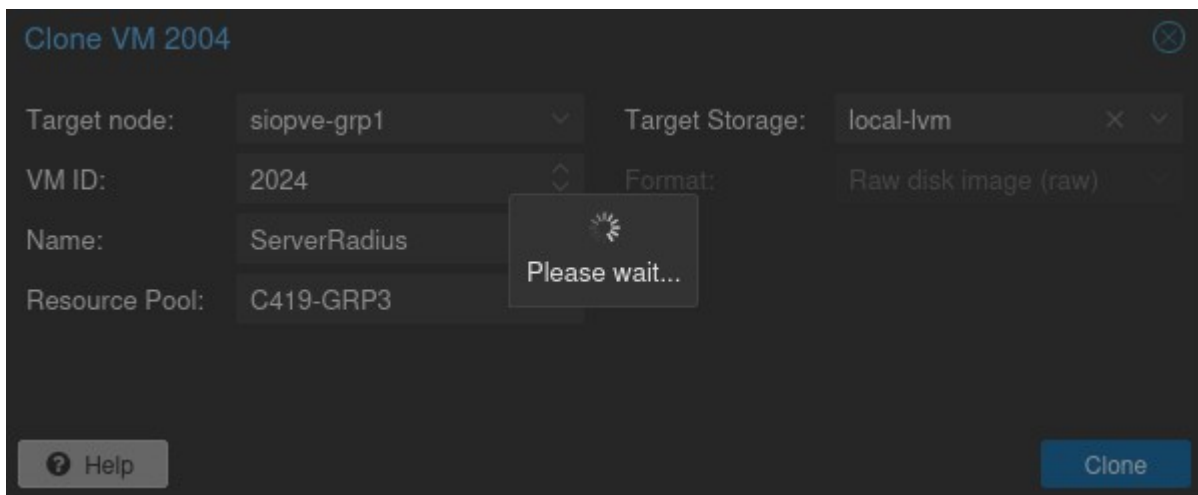 Clone VM 2004
Target node: siopve-grp1 Target Storage: local-lvm
VM ID: 2024 Format: Raw disk image (raw)
Name: ServerRadius
Please wait...
Resource Pool: C419-GRP3
Help Clone